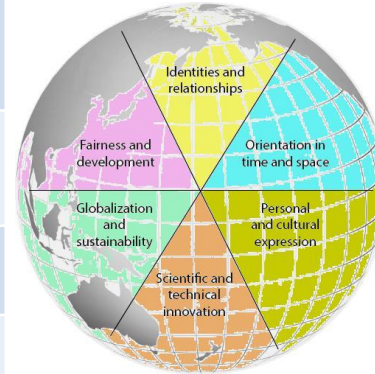 Identities and
relationships
Fairness and
development
Orientation in
time and space
Globalization
and
sustainability
Personal
and cultural
expression
Scientific and
technical
innovation